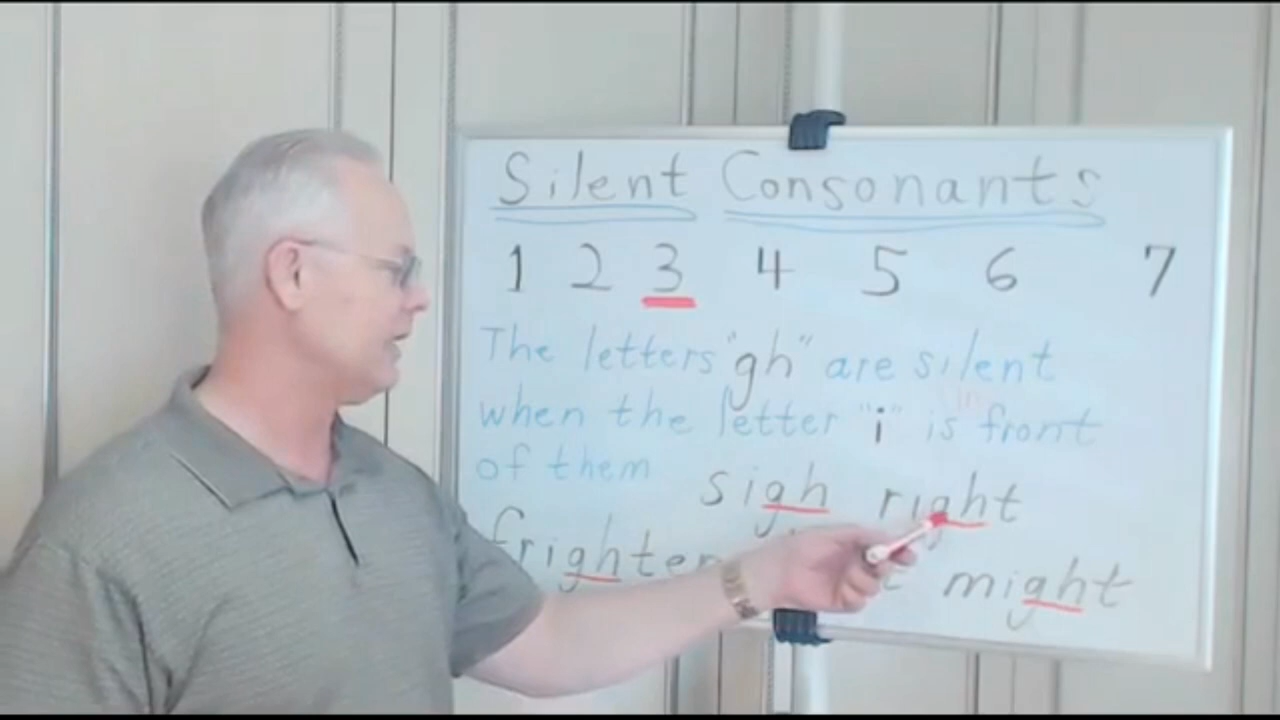 Silent Consonants
1 2 3 4 5 6 7
The letters "gh" are silent
when the letter "i" is front
of them
sigh right
frighten might